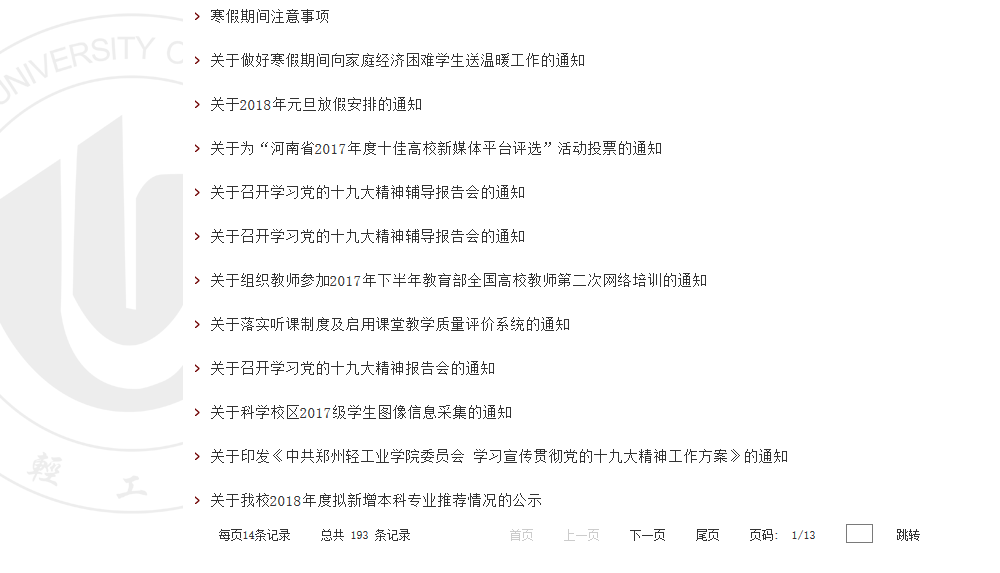 UNIVERSITY O
寒假期间注意事项
关于做好寒假期间向家庭经济困难学生送温暖工作的通知
关于2018年元旦放假安排的通知
关于为“河南省2017年度十佳高校新媒体平台评选”活动投票的通知
关于召开学习党的十九大精神辅导报告会的通知
关于召开学习党的十九大精神辅导报告会的通知
关于组织教师参加2017年下半年教育部全国高校教师第二次网络培训的通知
关于落实听课制度及启用课堂教学质量评价系统的通知
关于召开学习党的十九大精神报告会的通知
关于科学校区2017级学生图像信息采集的通知
关于印发《中共郑州轻工业学院委员会 学习宣传贯彻党的十九大精神工作方案》的通知
关于我校2018年度拟新增本科专业推荐情况的公示
輕工
每页14条记录 总共 193 条记录 首页 上一页 下一页 尾页 页码: 1/13 跳转